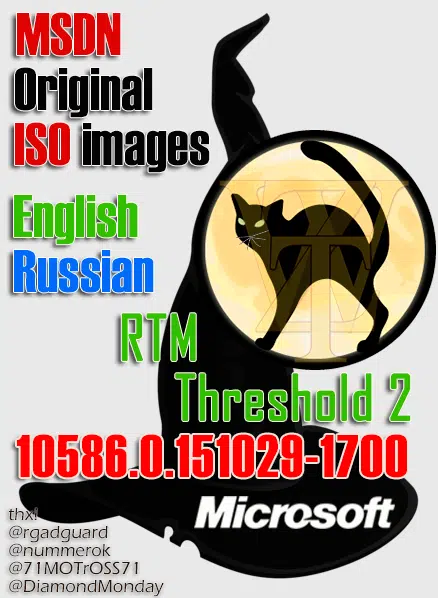 MSDN
Original
ISO images
English
Russian
RTM
Threshold 2
10586.0.151029-1700
Microsoft
thx!
@rgadguard
@nummerok
@71MOTrOSS71
@DiamondMonday